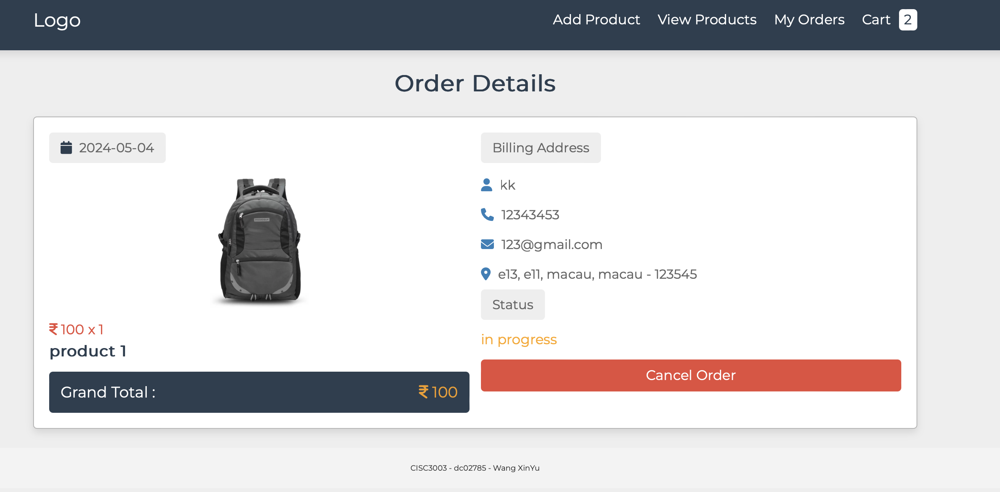 Logo
Add Product
View Products
My Orders
Cart 2
Order Details
2024-05-04
PROVOGUE
₹ 100 x 1
product 1
Grand Total :
₹ 100
Billing Address
kk
12343453
123@gmail.com
e13, e11, macau, macau - 123545
Status
in progress
Cancel Order
CISC3003 - dc02785 - Wang XinYu